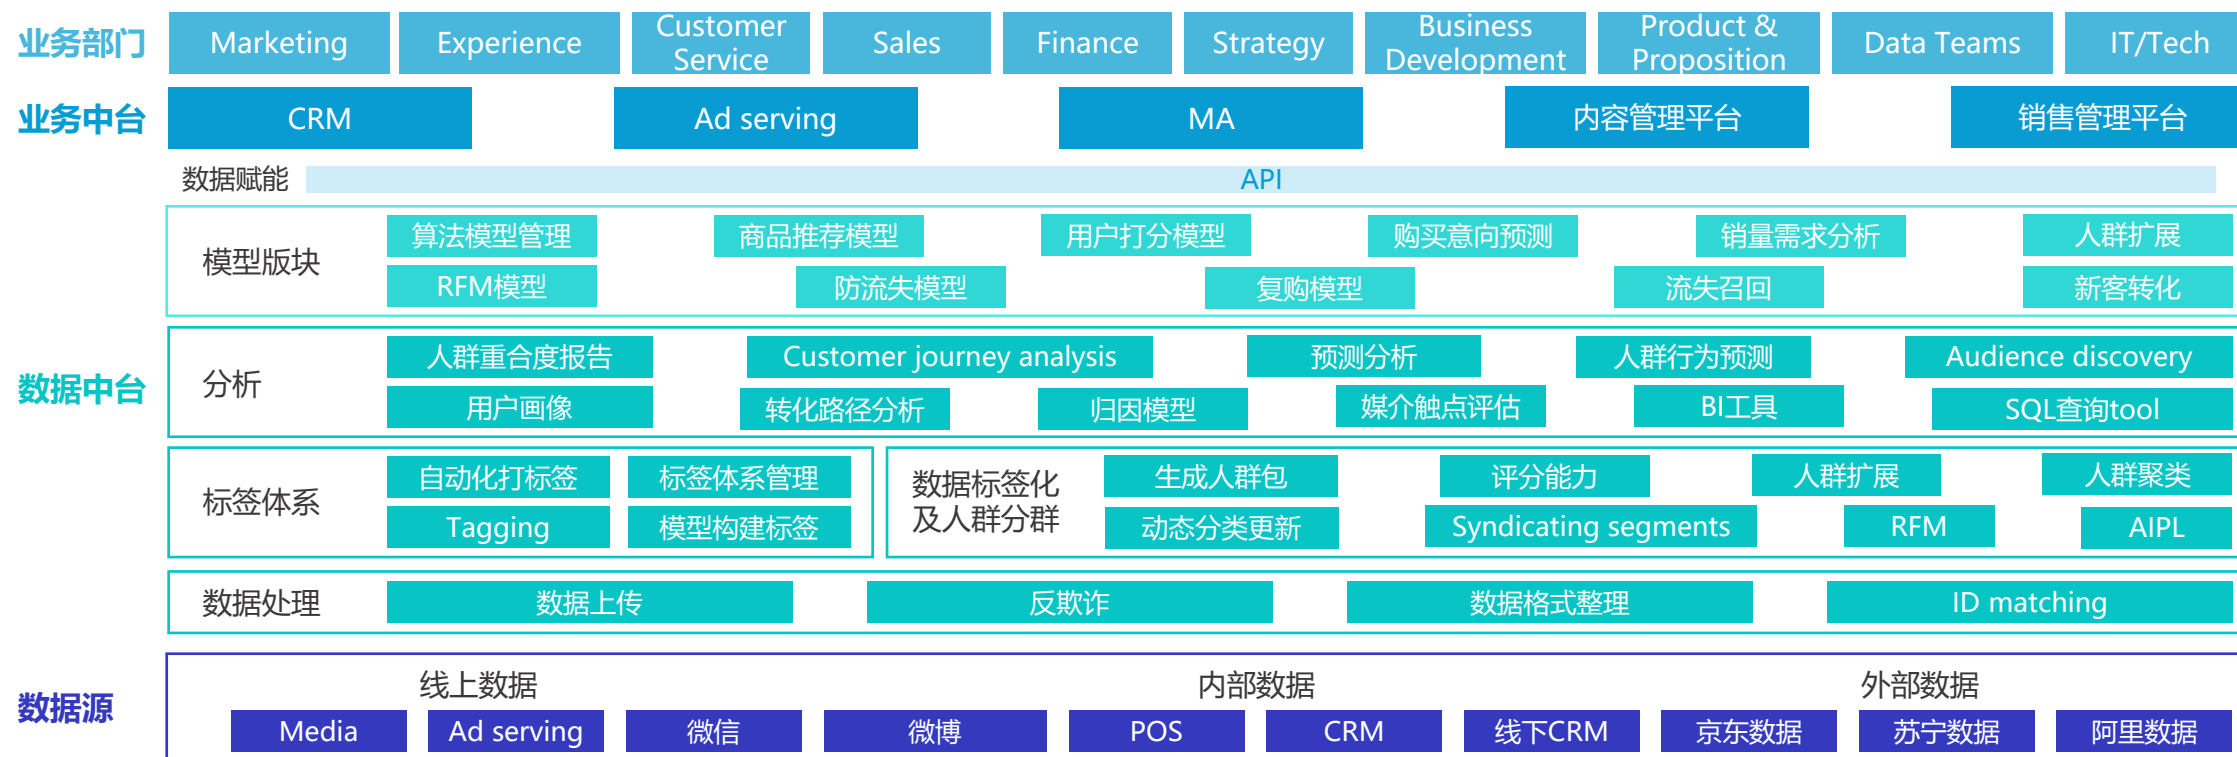 业务部门
Marketing
Experience
Customer
Service
Sales
Finance
Strategy
Business
Development
Product &
Proposition
Data Teams
IT/Tech
业务中台
CRM
Ad serving
MA
内容管理平台
销售管理平台
数据赋能
API
数据中台
模型版块
算法模型管理
商品推荐模型
用户打分模型
购买意向预测
销量需求分析
人群扩展
RFM模型
防流失模型
复购模型
流失召回
新客转化
分析
人群重合度报告
Customer journey analysis
预测分析
人群行为预测
Audience discovery
用户画像
转化路径分析
归因模型
媒介触点评估
BI工具
SQL查询tool
标签体系
自动化打标签
标签体系管理
Tagging
模型构建标签
数据标签化
及人群分群
生成人群包
评分能力
人群扩展
人群聚类
动态分类更新
Syndicating segments
RFM
AIPL
数据处理
数据上传
反欺诈
数据格式整理
ID matching
数据源
线上数据
内部数据
外部数据
Media
Ad serving
微信
微博
POS
CRM
线下CRM
京东数据
苏宁数据
阿里数据